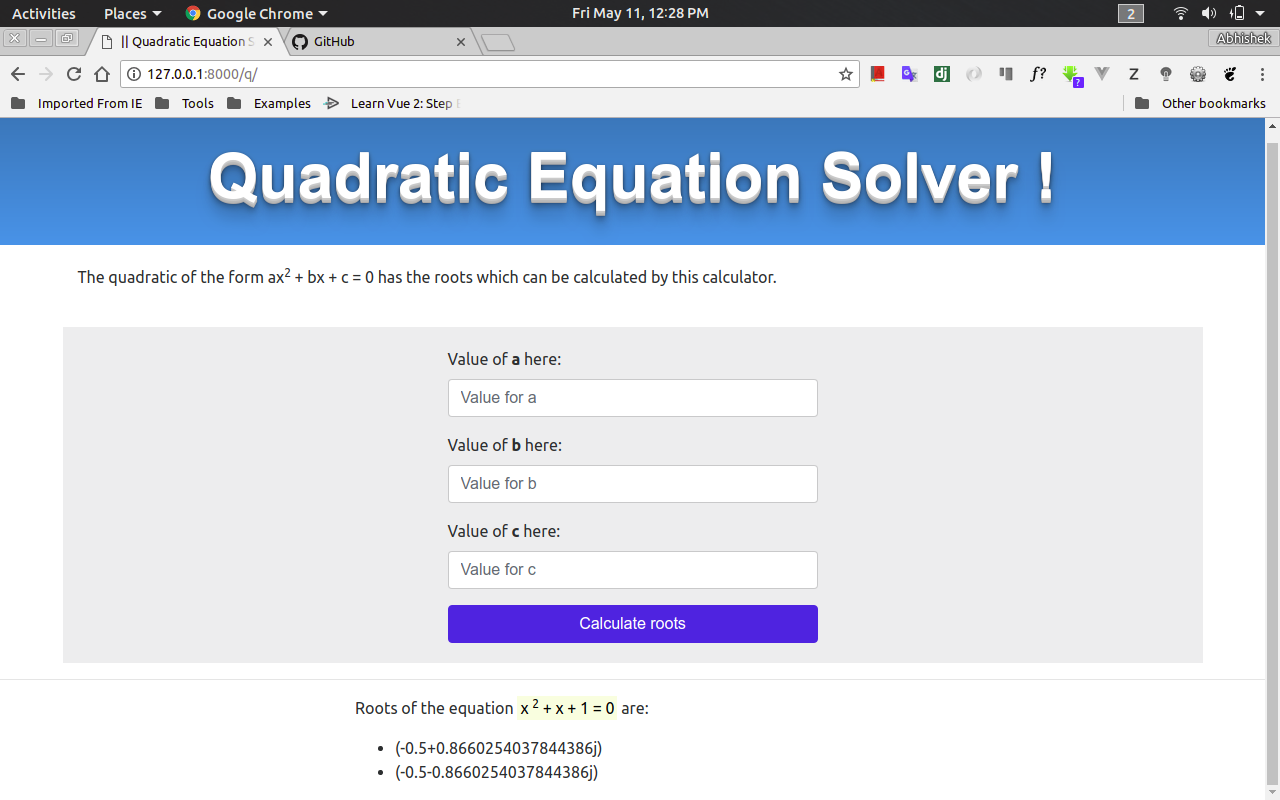 Activities Places Google Chrome Fri May 11, 12:28 PM 2
|| Quadratic Equation S GitHub Abhishek
127.0.0.1:8000/q/ dj f? ? Z
Imported From IE Tools Examples Learn Vue 2: Step Other bookmarks
Quadratic Equation Solver !
The quadratic of the form ax² + bx + c = 0 has the roots which can be calculated by this calculator.
Value of a here:
Value for a
Value of b here:
Value for b
Value of c here:
Value for c
Calculate roots
Roots of the equation x ² + x + 1 = 0 are:
• (-0.5+0.8660254037844386j)
• (-0.5-0.8660254037844386j)